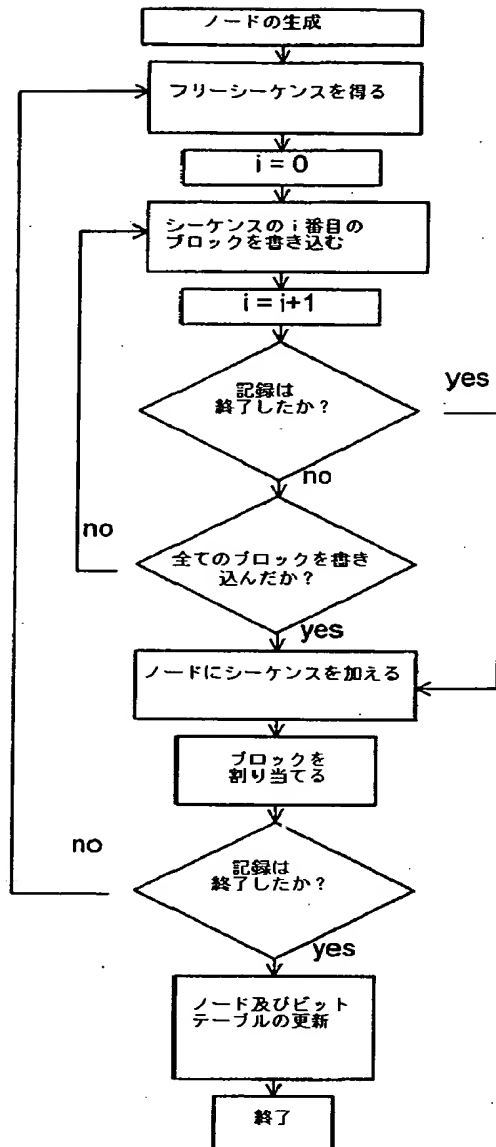 ノードの生成
フリーシーケンスを得る
i = 0
シーケンスの i 番目の
ブロックを書き込む
i = i+1
記録は
終了したか？
yes
no
全てのブロックを書き
込んだか？
no
yes
ノードにシーケンスを加える
ブロックを
割り当てる
no
記録は
終了したか？
yes
ノード及びビット
テーブルの更新
終了